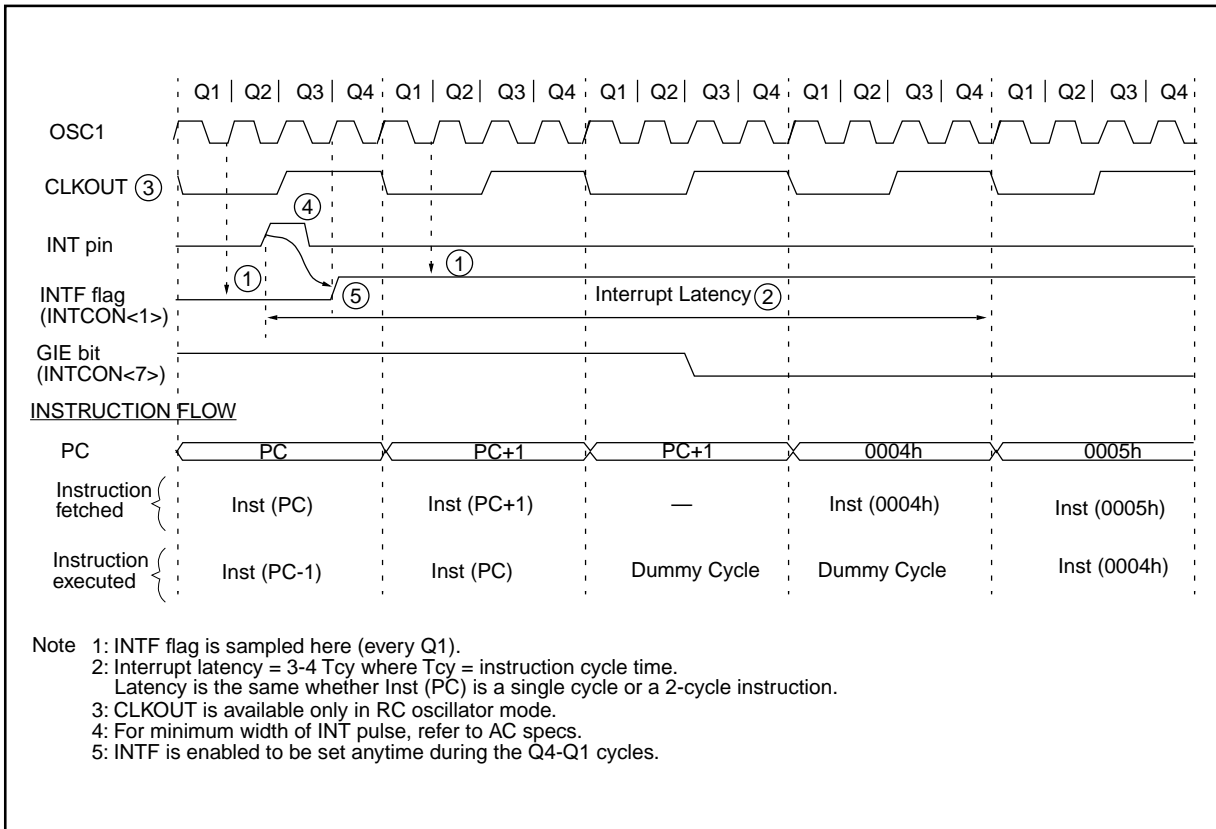 Q1 | Q2 | Q3 | Q4 Q1 | Q2 | Q3 | Q4 Q1 | Q2 | Q3 | Q4 Q1 | Q2 | Q3 | Q4 Q1 | Q2 | Q3 | Q4
OSC1
CLKOUT 3
4
INT pin
1 1
INTF flag 5 Interrupt Latency 2
(INTCON<1>)
GIE bit
(INTCON<7>)
INSTRUCTION FLOW
PC PC PC+1 PC+1 0004h 0005h
Instruction
fetched Inst (PC) Inst (PC+1) — Inst (0004h) Inst (0005h)
Instruction
executed Inst (PC-1) Inst (PC) Dummy Cycle Dummy Cycle Inst (0004h)
Note 1: INTF flag is sampled here (every Q1).
2: Interrupt latency = 3-4 Tcy where Tcy = instruction cycle time.
Latency is the same whether Inst (PC) is a single cycle or a 2-cycle instruction.
3: CLKOUT is available only in RC oscillator mode.
4: For minimum width of INT pulse, refer to AC specs.
5: INTF is enabled to be set anytime during the Q4-Q1 cycles.